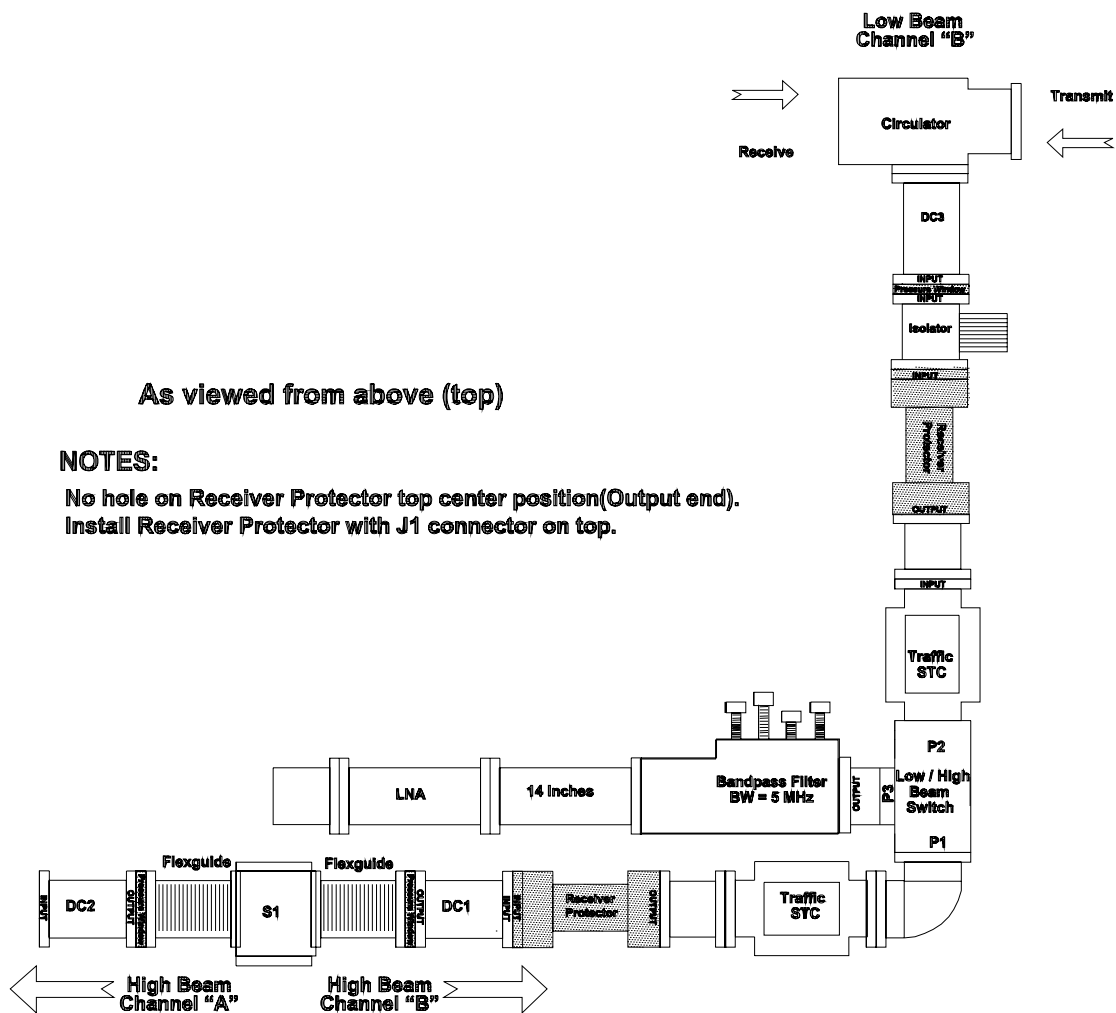 Low Beam
Channel “B”
Transmit
Circulator
Receive
DC3
INPUT
Pressure Window
INPUT
Isolator
INPUT
As viewed from above (top)
Receiver
Protector
NOTES:
No hole on Receiver Protector top center position(Output end).
Install Receiver Protector with J1 connector on top.
OUTPUT
INPUT
Traffic
STC
P2
Low / High
Beam
Switch
P1
P3
OUTPUT
Bandpass Filter
BW = 5 MHz
14 Inches
LNA
Flexguide
Flexguide
INPUT
DC2
OUTPUT
Pressure Window
S1
Pressure Window
OUTPUT
DC1
INPUT
INPUT
Receiver
Protector
OUTPUT
Traffic
STC
High Beam
Channel “A”
High Beam
Channel “B”